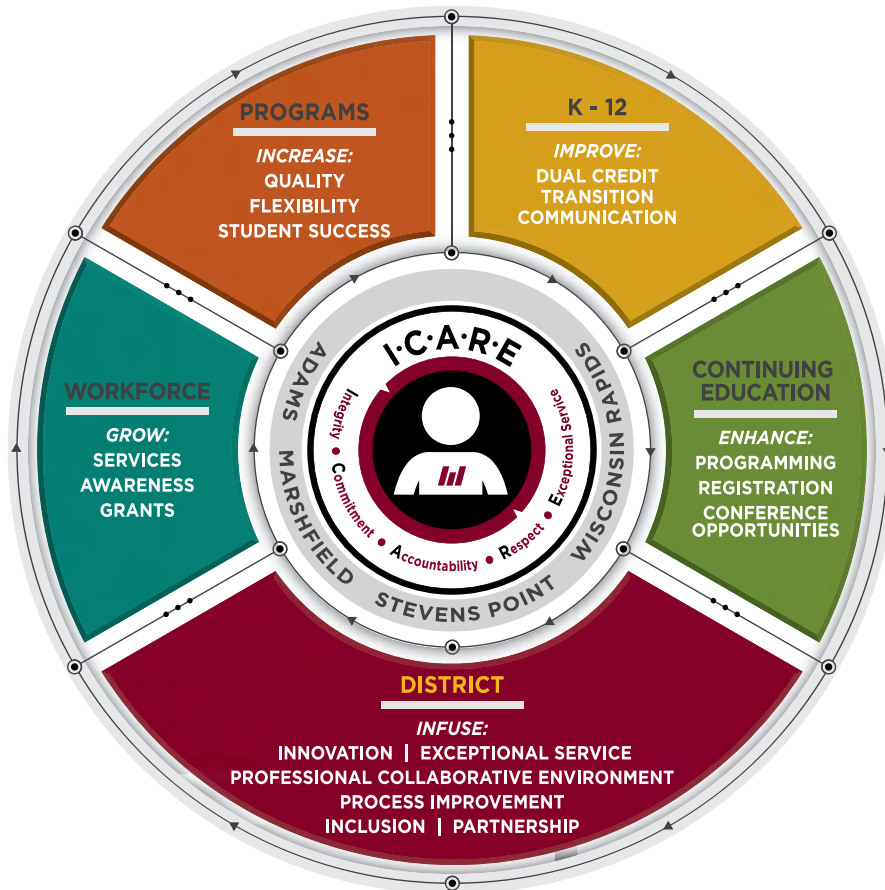 PROGRAMS
INCREASE:
QUALITY
FLEXIBILITY
STUDENT SUCCESS
K - 12
IMPROVE:
DUAL CREDIT
TRANSITION
COMMUNICATION
WORKFORCE
GROW:
SERVICES
AWARENESS
GRANTS
CONTINUING
EDUCATION
ENHANCE:
PROGRAMMING
REGISTRATION
CONFERENCE
OPPORTUNITIES
I·C·A·R·E
Integrity • Commitment • Accountability • Respect • Exceptional Service
ADAMS
MARSHFIELD
STEVENS POINT
WISCONSIN RAPIDS
DISTRICT
INFUSE:
INNOVATION | EXCEPTIONAL SERVICE
PROFESSIONAL COLLABORATIVE ENVIRONMENT
PROCESS IMPROVEMENT
INCLUSION | PARTNERSHIP